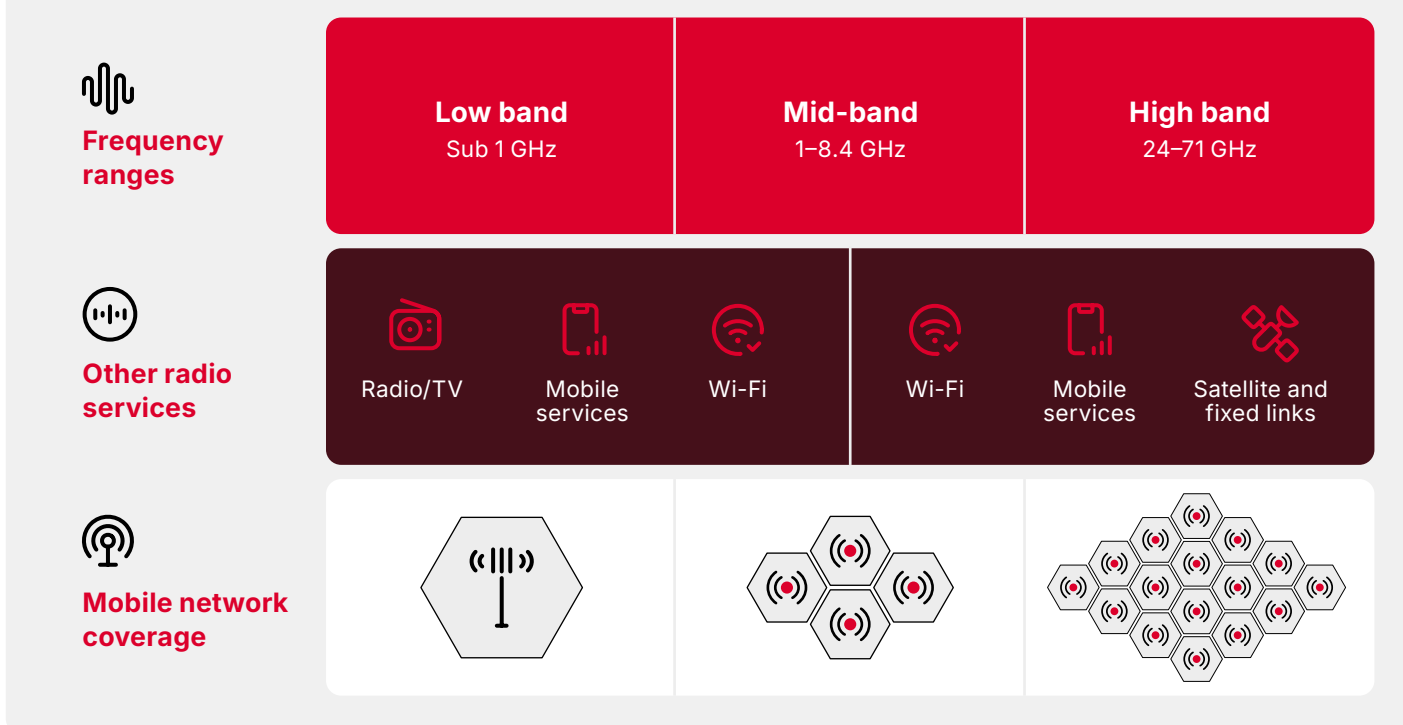 Frequency
ranges
Low band
Sub 1 GHz
Mid-band
1–8.4 GHz
High band
24–71 GHz
Other radio
services
Radio/TV
Mobile
services
Wi-Fi
Wi-Fi
Mobile
services
Satellite and
fixed links
Mobile network
coverage